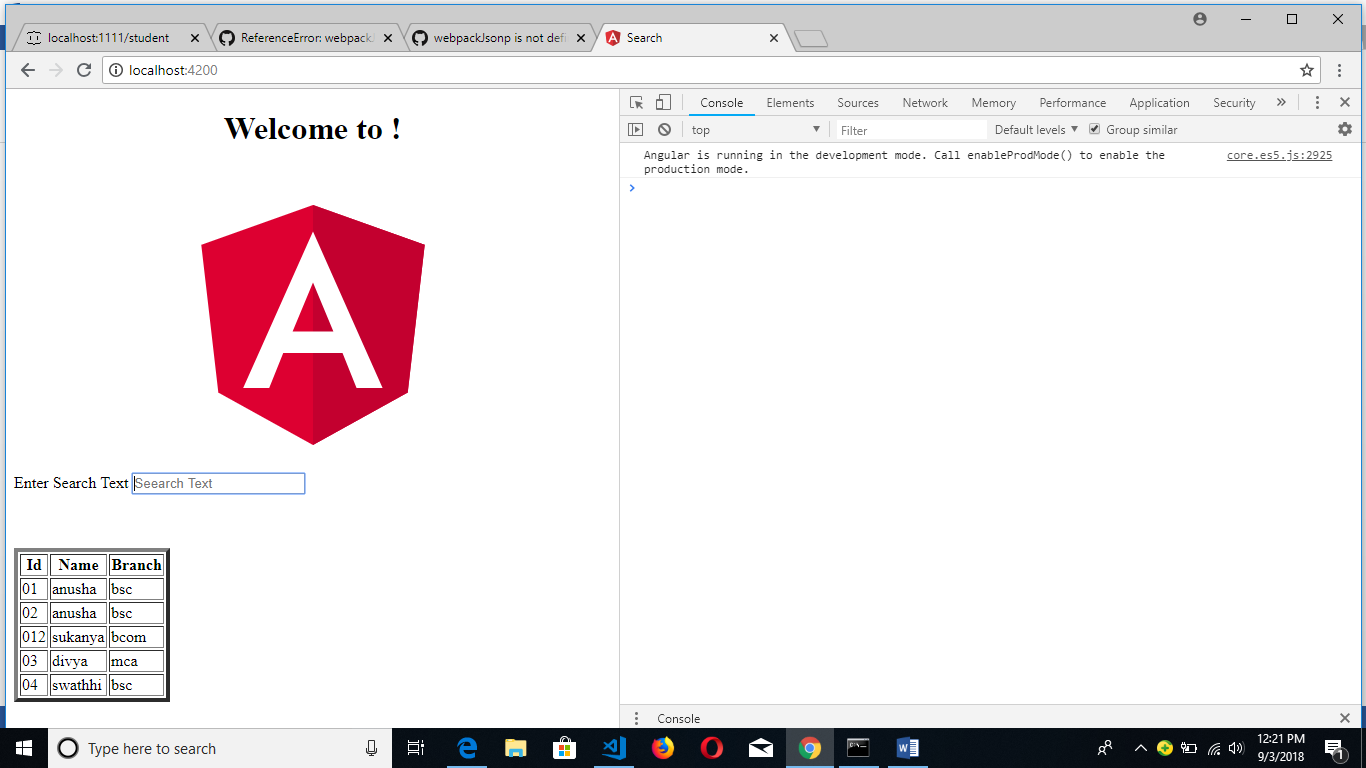 localhost:1111/student
ReferenceError: webpackJ
webpackJsonp is not defi
Search
localhost:4200
Welcome to !
A
Enter Search Text Seearch Text
Id Name Branch
01 anusha bsc
02 anusha bsc
012 sukanya bcom
03 divya mca
04 swathhi bsc
Console Elements Sources Network Memory Performance Application Security »
top Filter Default levels Group similar
Angular is running in the development mode. Call enableProdMode() to enable the core.es5.js:2925
production mode.
>
Console
Type here to search
12:21 PM
9/3/2018
1